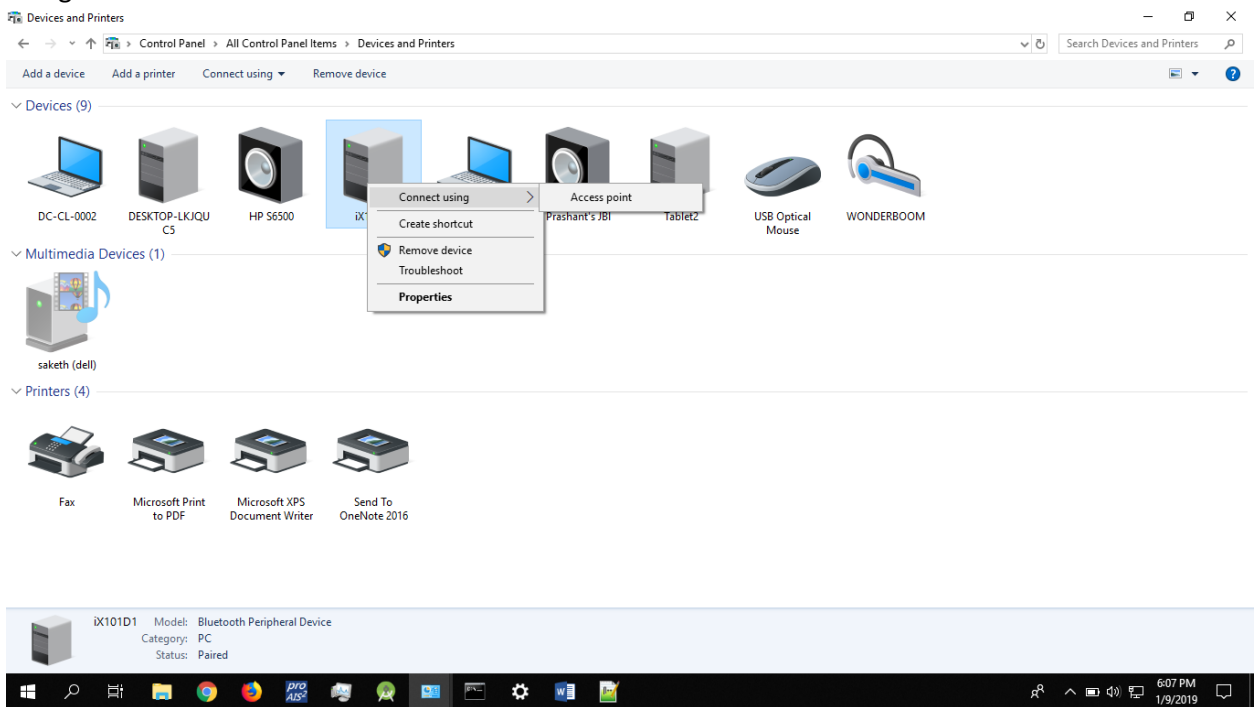 Devices and Printers
Control Panel > All Control Panel Items > Devices and Printers
Search Devices and Printers
Add a device Add a printer Connect using Remove device
Devices (9)
DC-CL-0002
DESKTOP-LKJQU
C5
HP S6500
iX1
Prashant's JBl
Tablet2
USB Optical
Mouse
WONDERBOOM
Connect using
Access point
Create shortcut
Remove device
Troubleshoot
Properties
Multimedia Devices (1)
saketh (dell)
Printers (4)
Fax
Microsoft Print
to PDF
Microsoft XPS
Document Writer
Send To
OneNote 2016
iX101D1 Model: Bluetooth Peripheral Device
Category: PC
Status: Paired
pro
AIS²
6:07 PM
1/9/2019